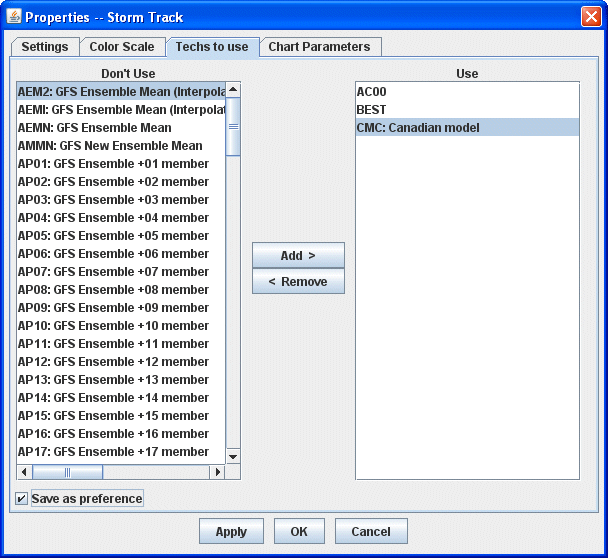 Properties -- Storm Track
Settings Color Scale Techs to use Chart Parameters
Don't Use
AEM2: GFS Ensemble Mean (Interpola
AEMI: GFS Ensemble Mean (Interpolat
AEMN: GFS Ensemble Mean
AMMN: GFS New Ensemble Mean
AP01: GFS Ensemble +01 member
AP02: GFS Ensemble +02 member
AP03: GFS Ensemble +03 member
AP04: GFS Ensemble +04 member
AP05: GFS Ensemble +05 member
AP06: GFS Ensemble +06 member
AP07: GFS Ensemble +07 member
AP08: GFS Ensemble +08 member
AP09: GFS Ensemble +09 member
AP10: GFS Ensemble +10 member
AP11: GFS Ensemble +11 member
AP12: GFS Ensemble +12 member
AP13: GFS Ensemble +13 member
AP14: GFS Ensemble +14 member
AP15: GFS Ensemble +15 member
AP16: GFS Ensemble +16 member
AP17: GFS Ensemble +17 member
Add >
< Remove
Use
AC00
BEST
CMC: Canadian model
Save as preference
Apply OK Cancel